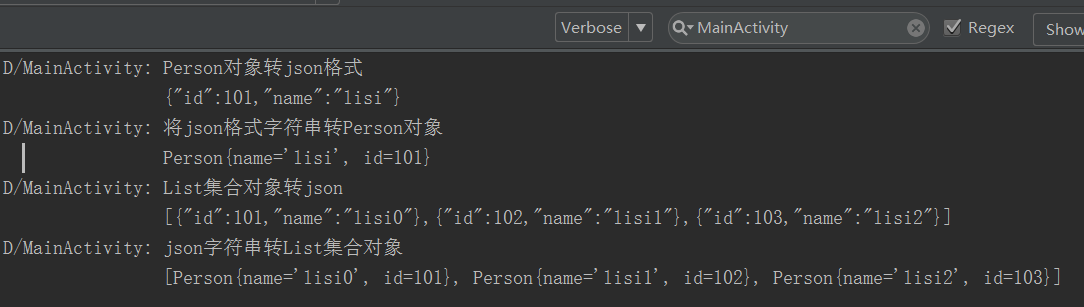 Verbose MainActivity Regex Show
D/MainActivity: Person对象转json格式
{"id":101,"name":"lisi"}
D/MainActivity: 将json格式字符串转Person对象
Person{name='lisi', id=101}
D/MainActivity: List集合对象转json
[{"id":101,"name":"lisi0"},{"id":102,"name":"lisi1"},{"id":103,"name":"lisi2"}]
D/MainActivity: json字符串转List集合对象
[Person{name='lisi0', id=101}, Person{name='lisi1', id=102}, Person{name='lisi2', id=103}]